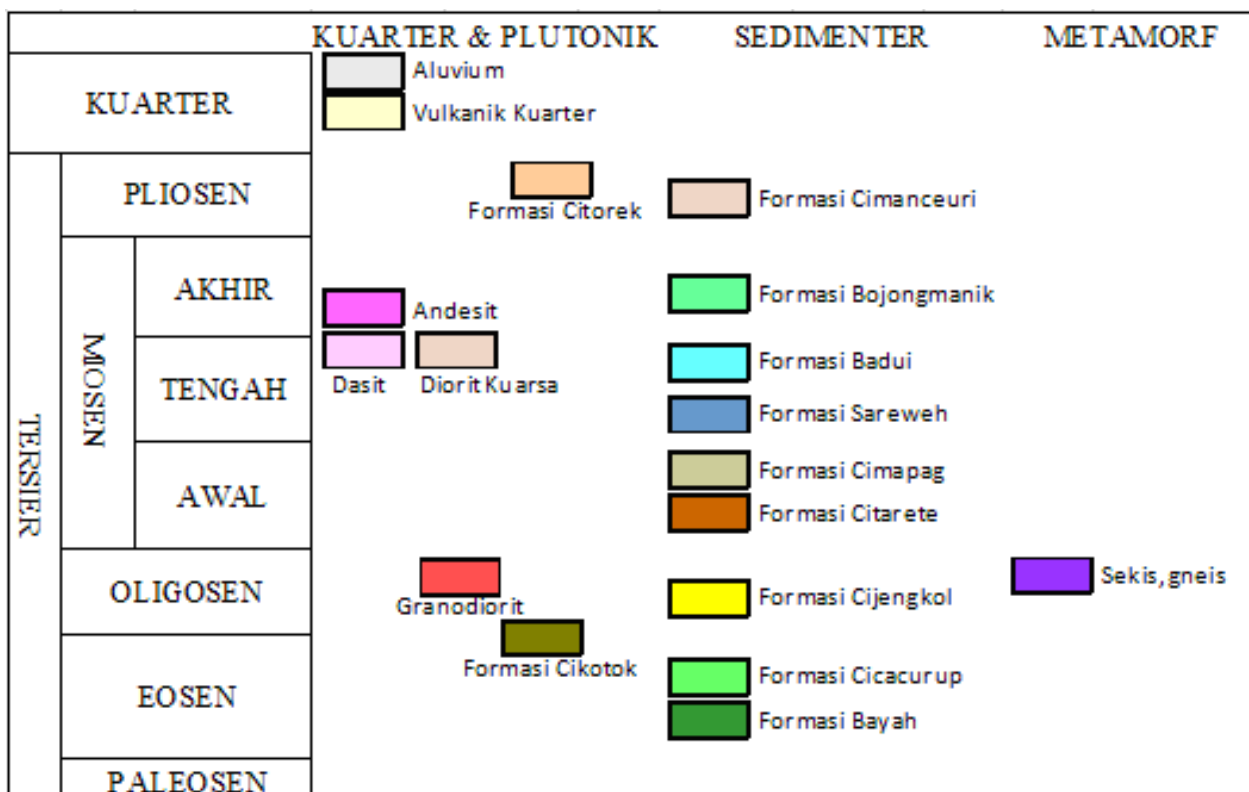 KUARTER & PLUTONIK SEDIMENTER METAMORF
KUARTER
Aluvium
Vulkanik Kuarter
TERSIER
PLIOSEN
Formasi Citorek
Formasi Cimanceuri
MOSEN
AKHIR
Andesit
Formasi Bojongmanik
TENGAH
Dasit
Diorit Kuarsa
Formasi Badui
Formasi Sareweh
AWAL
Formasi Cimapag
Formasi Citarete
OLIGOSEN
Granodiorit
Formasi Cijengkol
Sekis,gneis
EOSEN
Formasi Cikotok
Formasi Cicacurup
Formasi Bayah
PALEOSEN